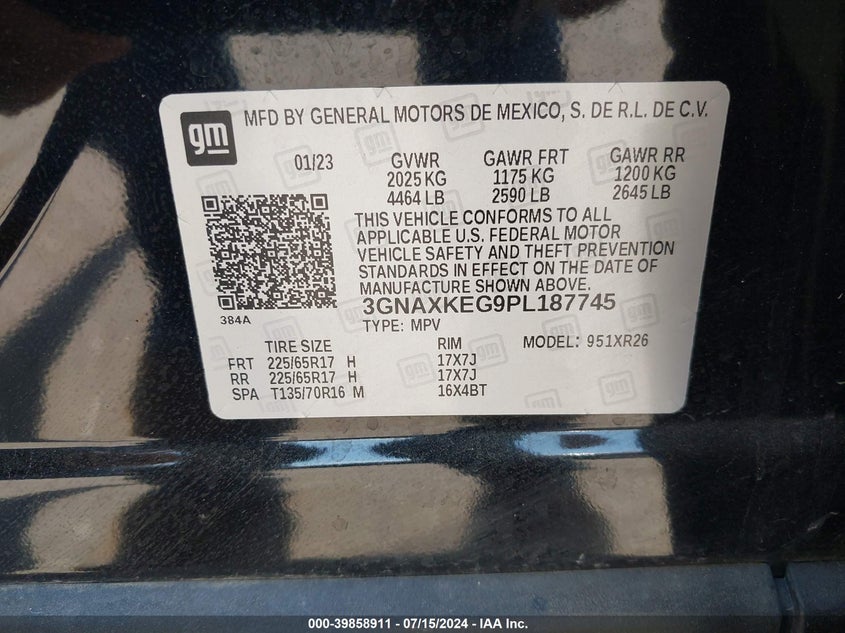 gm
MFD BY GENERAL MOTORS DE MEXICO, S. DE R.L. DE C.V.
01/23 GVWR GAWR FRT GAWR RR
2025 KG 1175 KG 1200 KG
4464 LB 2590 LB 2645 LB
THIS VEHICLE CONFORMS TO ALL
APPLICABLE U.S. FEDERAL MOTOR
VEHICLE SAFETY AND THEFT PREVENTION
STANDARDS IN EFFECT ON THE DATE OF
MANUFACTURE SHOWN ABOVE.
384A
3GNAXKEG9PL187745
TYPE: MPV
TIRE SIZE RIM MODEL: 951XR26
FRT 225/65R17 H 17X7J
RR 225/65R17 H 17X7J
SPA T135/70R16 M 16X4BT
gm
000-39858911 - 07/15/2024 - IAA Inc.